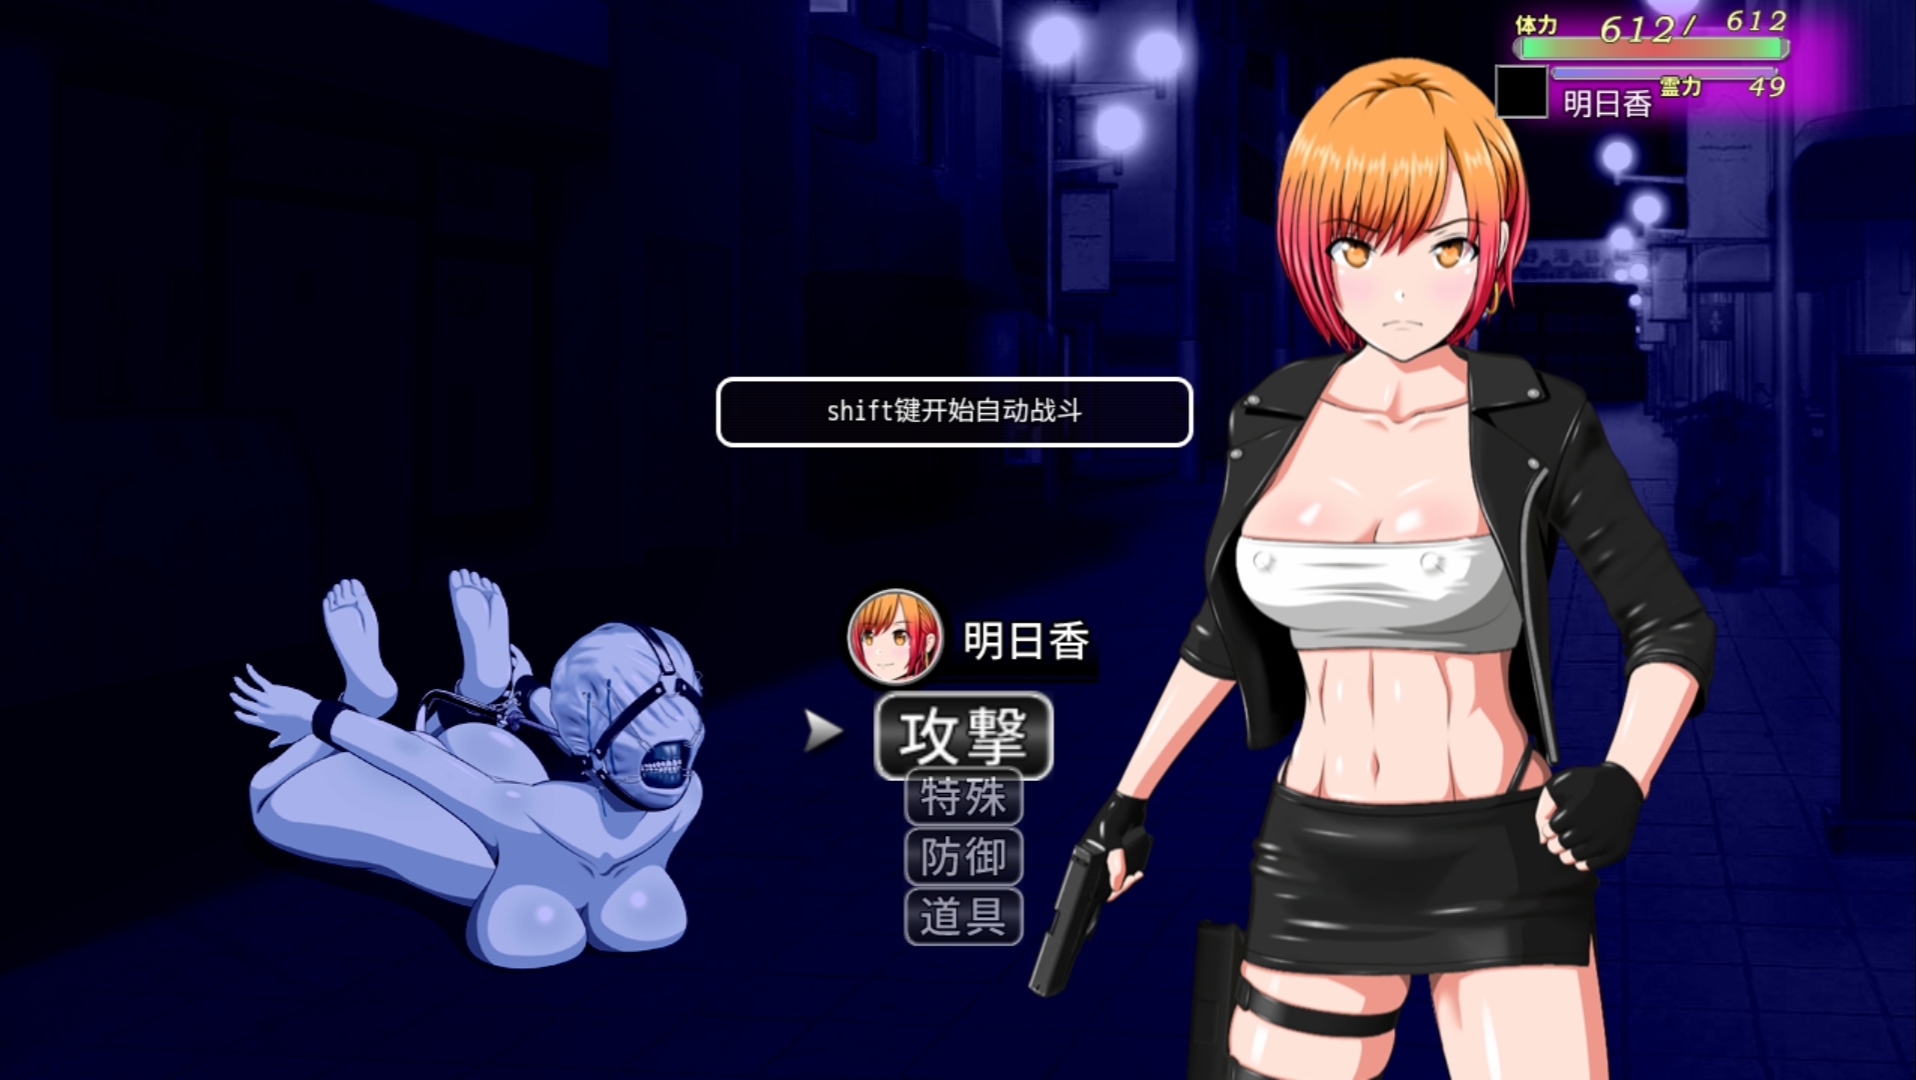 体力 612/ 612
霊力 49
明日香
shift键开始自动战斗
明日香
攻撃
特殊
防御
道具